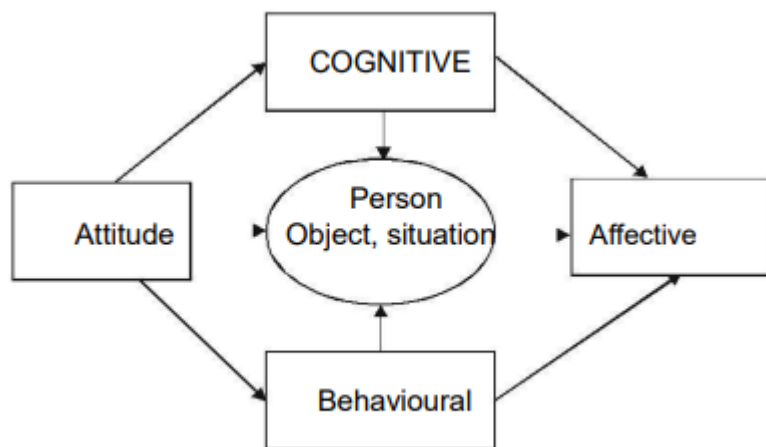 COGNITIVE
Person
Attitude
Object, situation
Affective
Behavioural